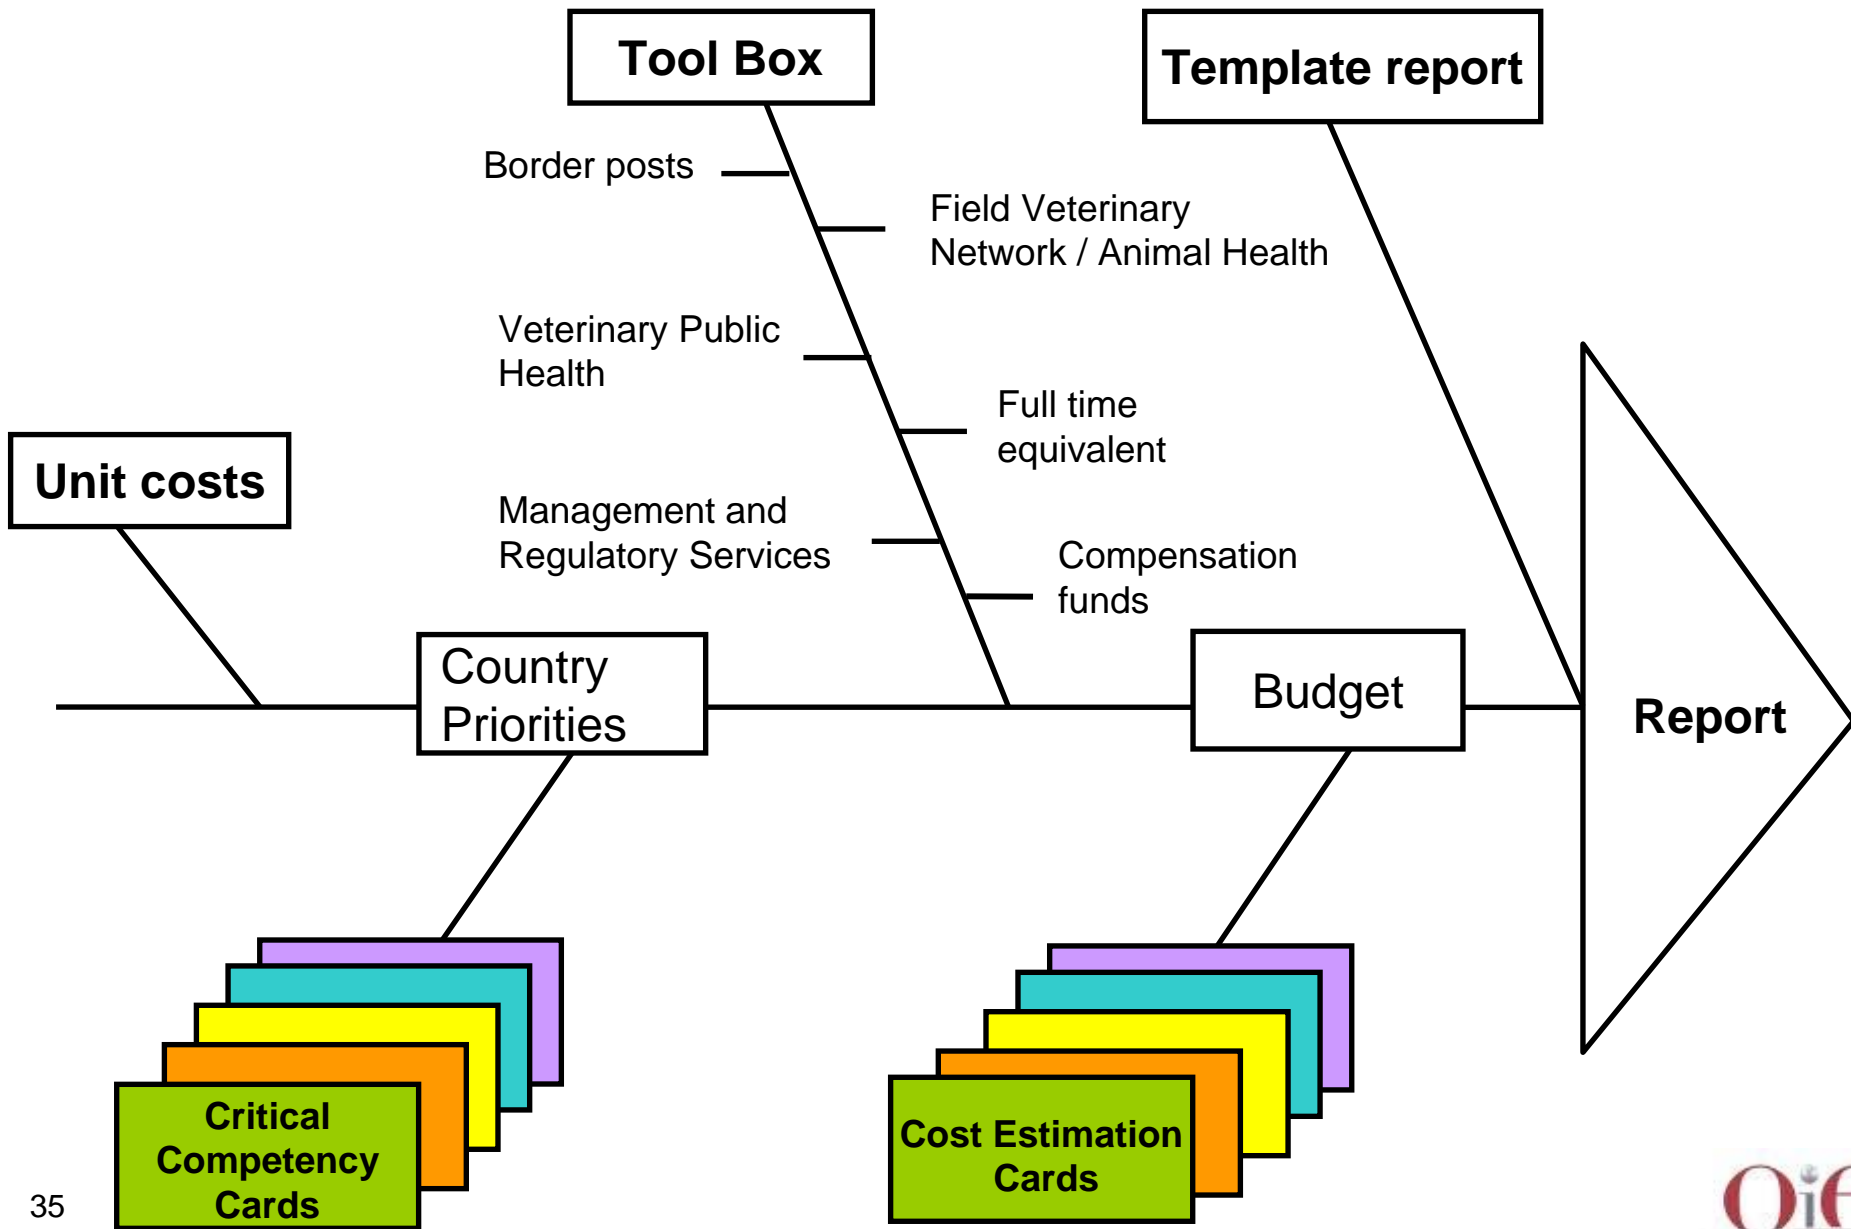 Tool Box
Template report
Border posts
Field Veterinary
Network / Animal Health
Veterinary Public
Health
Full time
equivalent
Unit costs
Management and
Regulatory Services
Compensation
funds
Country
Priorities
Budget
Report
Critical
Competency
Cards
Cost Estimation
Cards
35
Oie